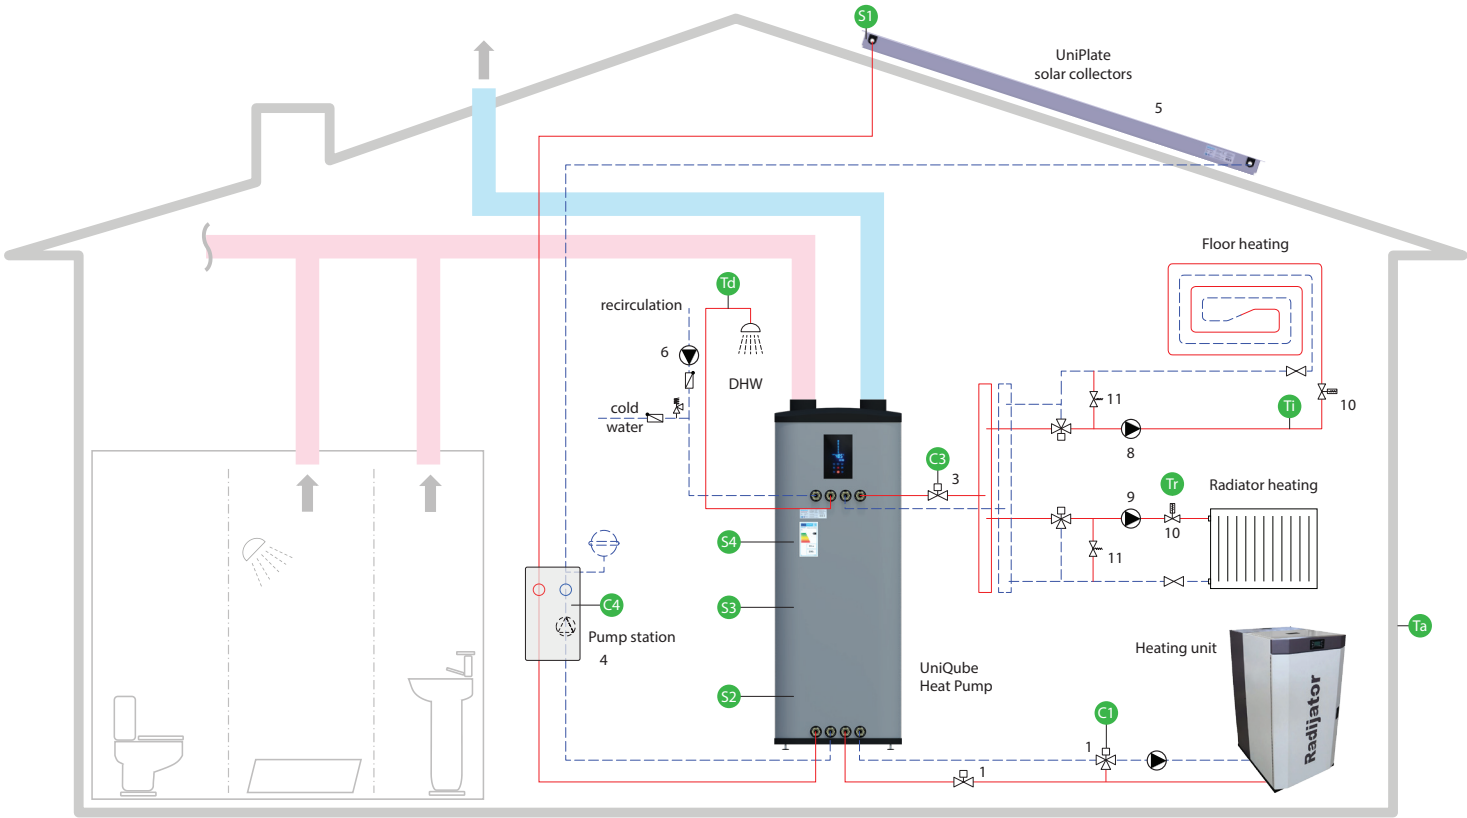 S1
UniPlate
solar collectors
5
Floor heating
Td
recirculation
6
DHW
cold
water
11
10
Ti
8
C3
3
Tr
9
Radiator heating
10
11
S4
S3
S2
C4
Pump station
4
UniQube
Heat Pump
Ta
Heating unit
Radijator
C1
1
1